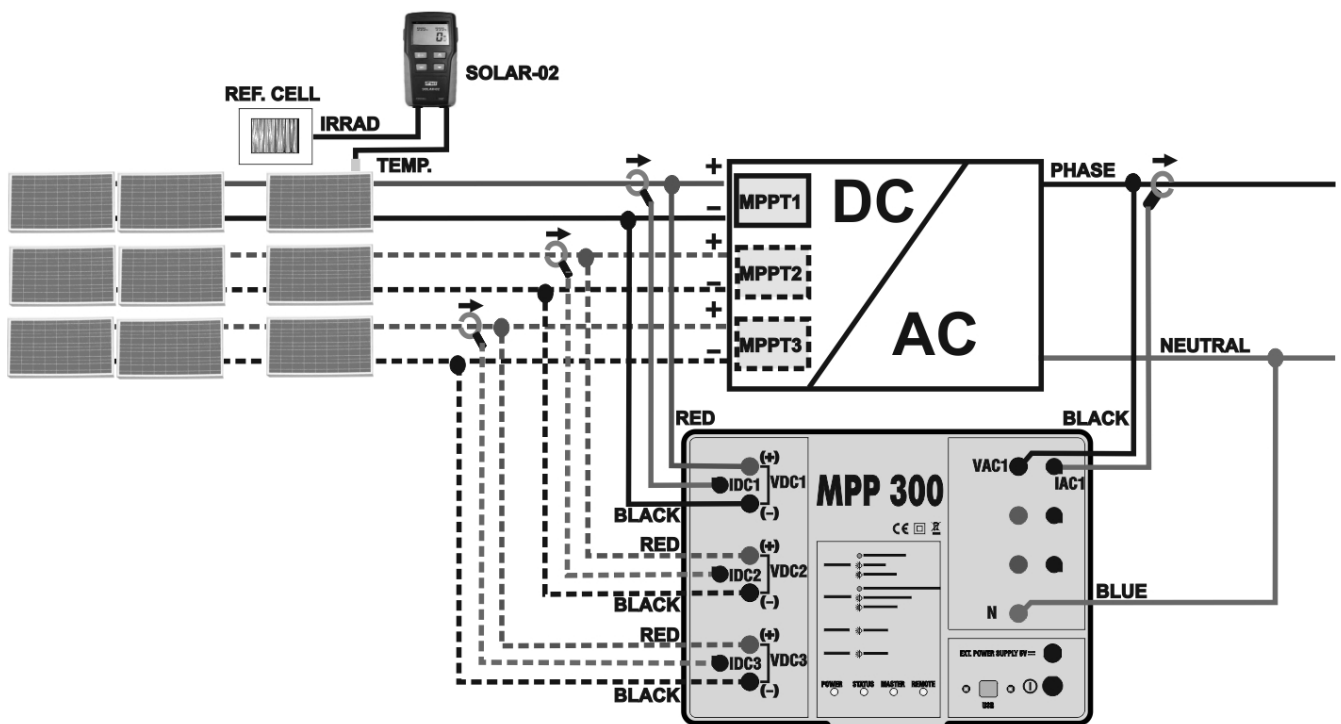 SOLAR-02
REF. CELL
IRRAD
TEMP.
+
PHASE
MPPT1
DC
−
+
MPPT2
−
+
MPPT3
−
AC
NEUTRAL
RED
BLACK
(+)
IDC1
VDC1
(−)
BLACK
MPP 300
VAC1
IAC1
CE
RED
(+)
IDC2
VDC2
(−)
BLACK
BLUE
N
RED
(+)
IDC3
VDC3
(−)
BLACK
EXT. POWER SUPPLY 5V
POWER STATUS MASTER REMOTE
USB